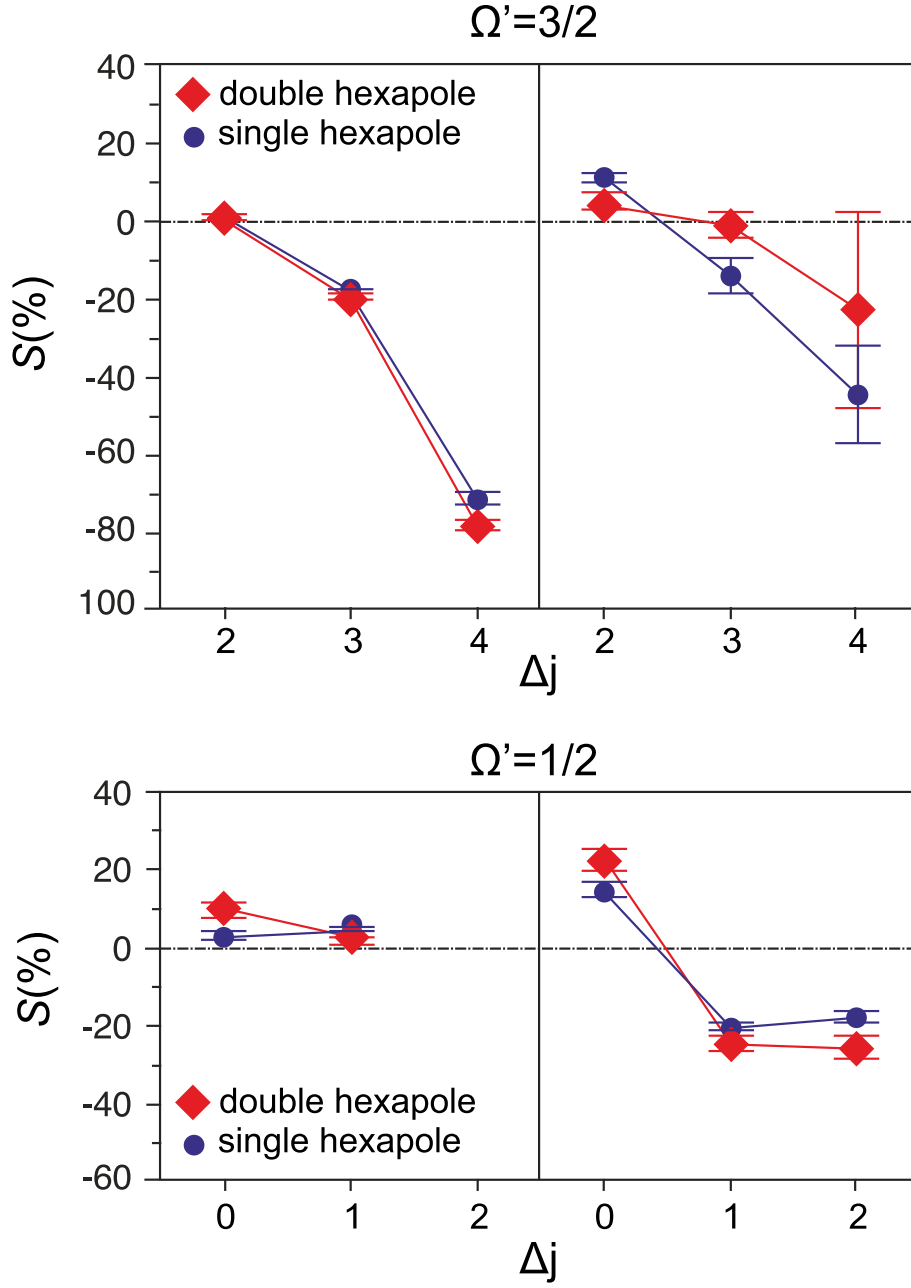 Ω’=3/2
S(%)
40
20
0
-20
-40
-60
-80
100
double hexapole
single hexapole
2 3 4 2 3 4
Δj
Ω’=1/2
S(%)
40
20
0
-20
-40
-60
double hexapole
single hexapole
0 1 2 0 1 2
Δj